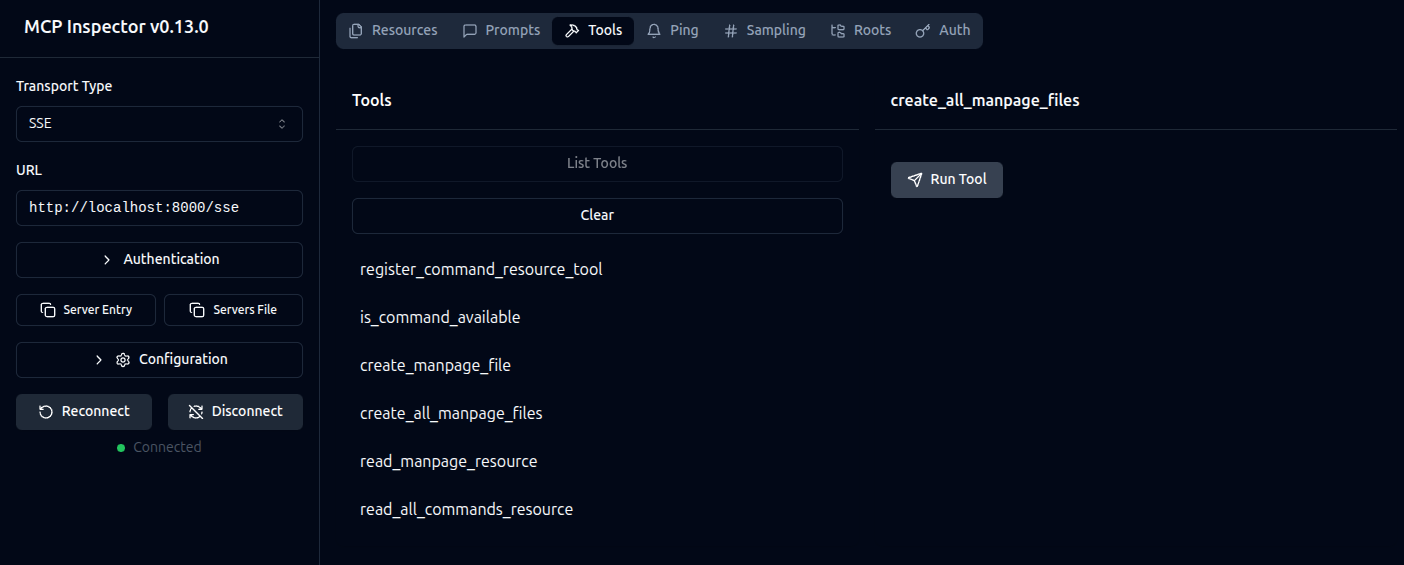 MCP Inspector v0.13.0
Transport Type
SSE
URL
http://localhost:8000/sse
Authentication
Server Entry
Servers File
Configuration
Reconnect
Disconnect
Connected
Resources
Prompts
Tools
Ping
Sampling
Roots
Auth
Tools
List Tools
Clear
register_command_resource_tool
is_command_available
create_manpage_file
create_all_manpage_files
read_manpage_resource
read_all_commands_resource
create_all_manpage_files
Run Tool